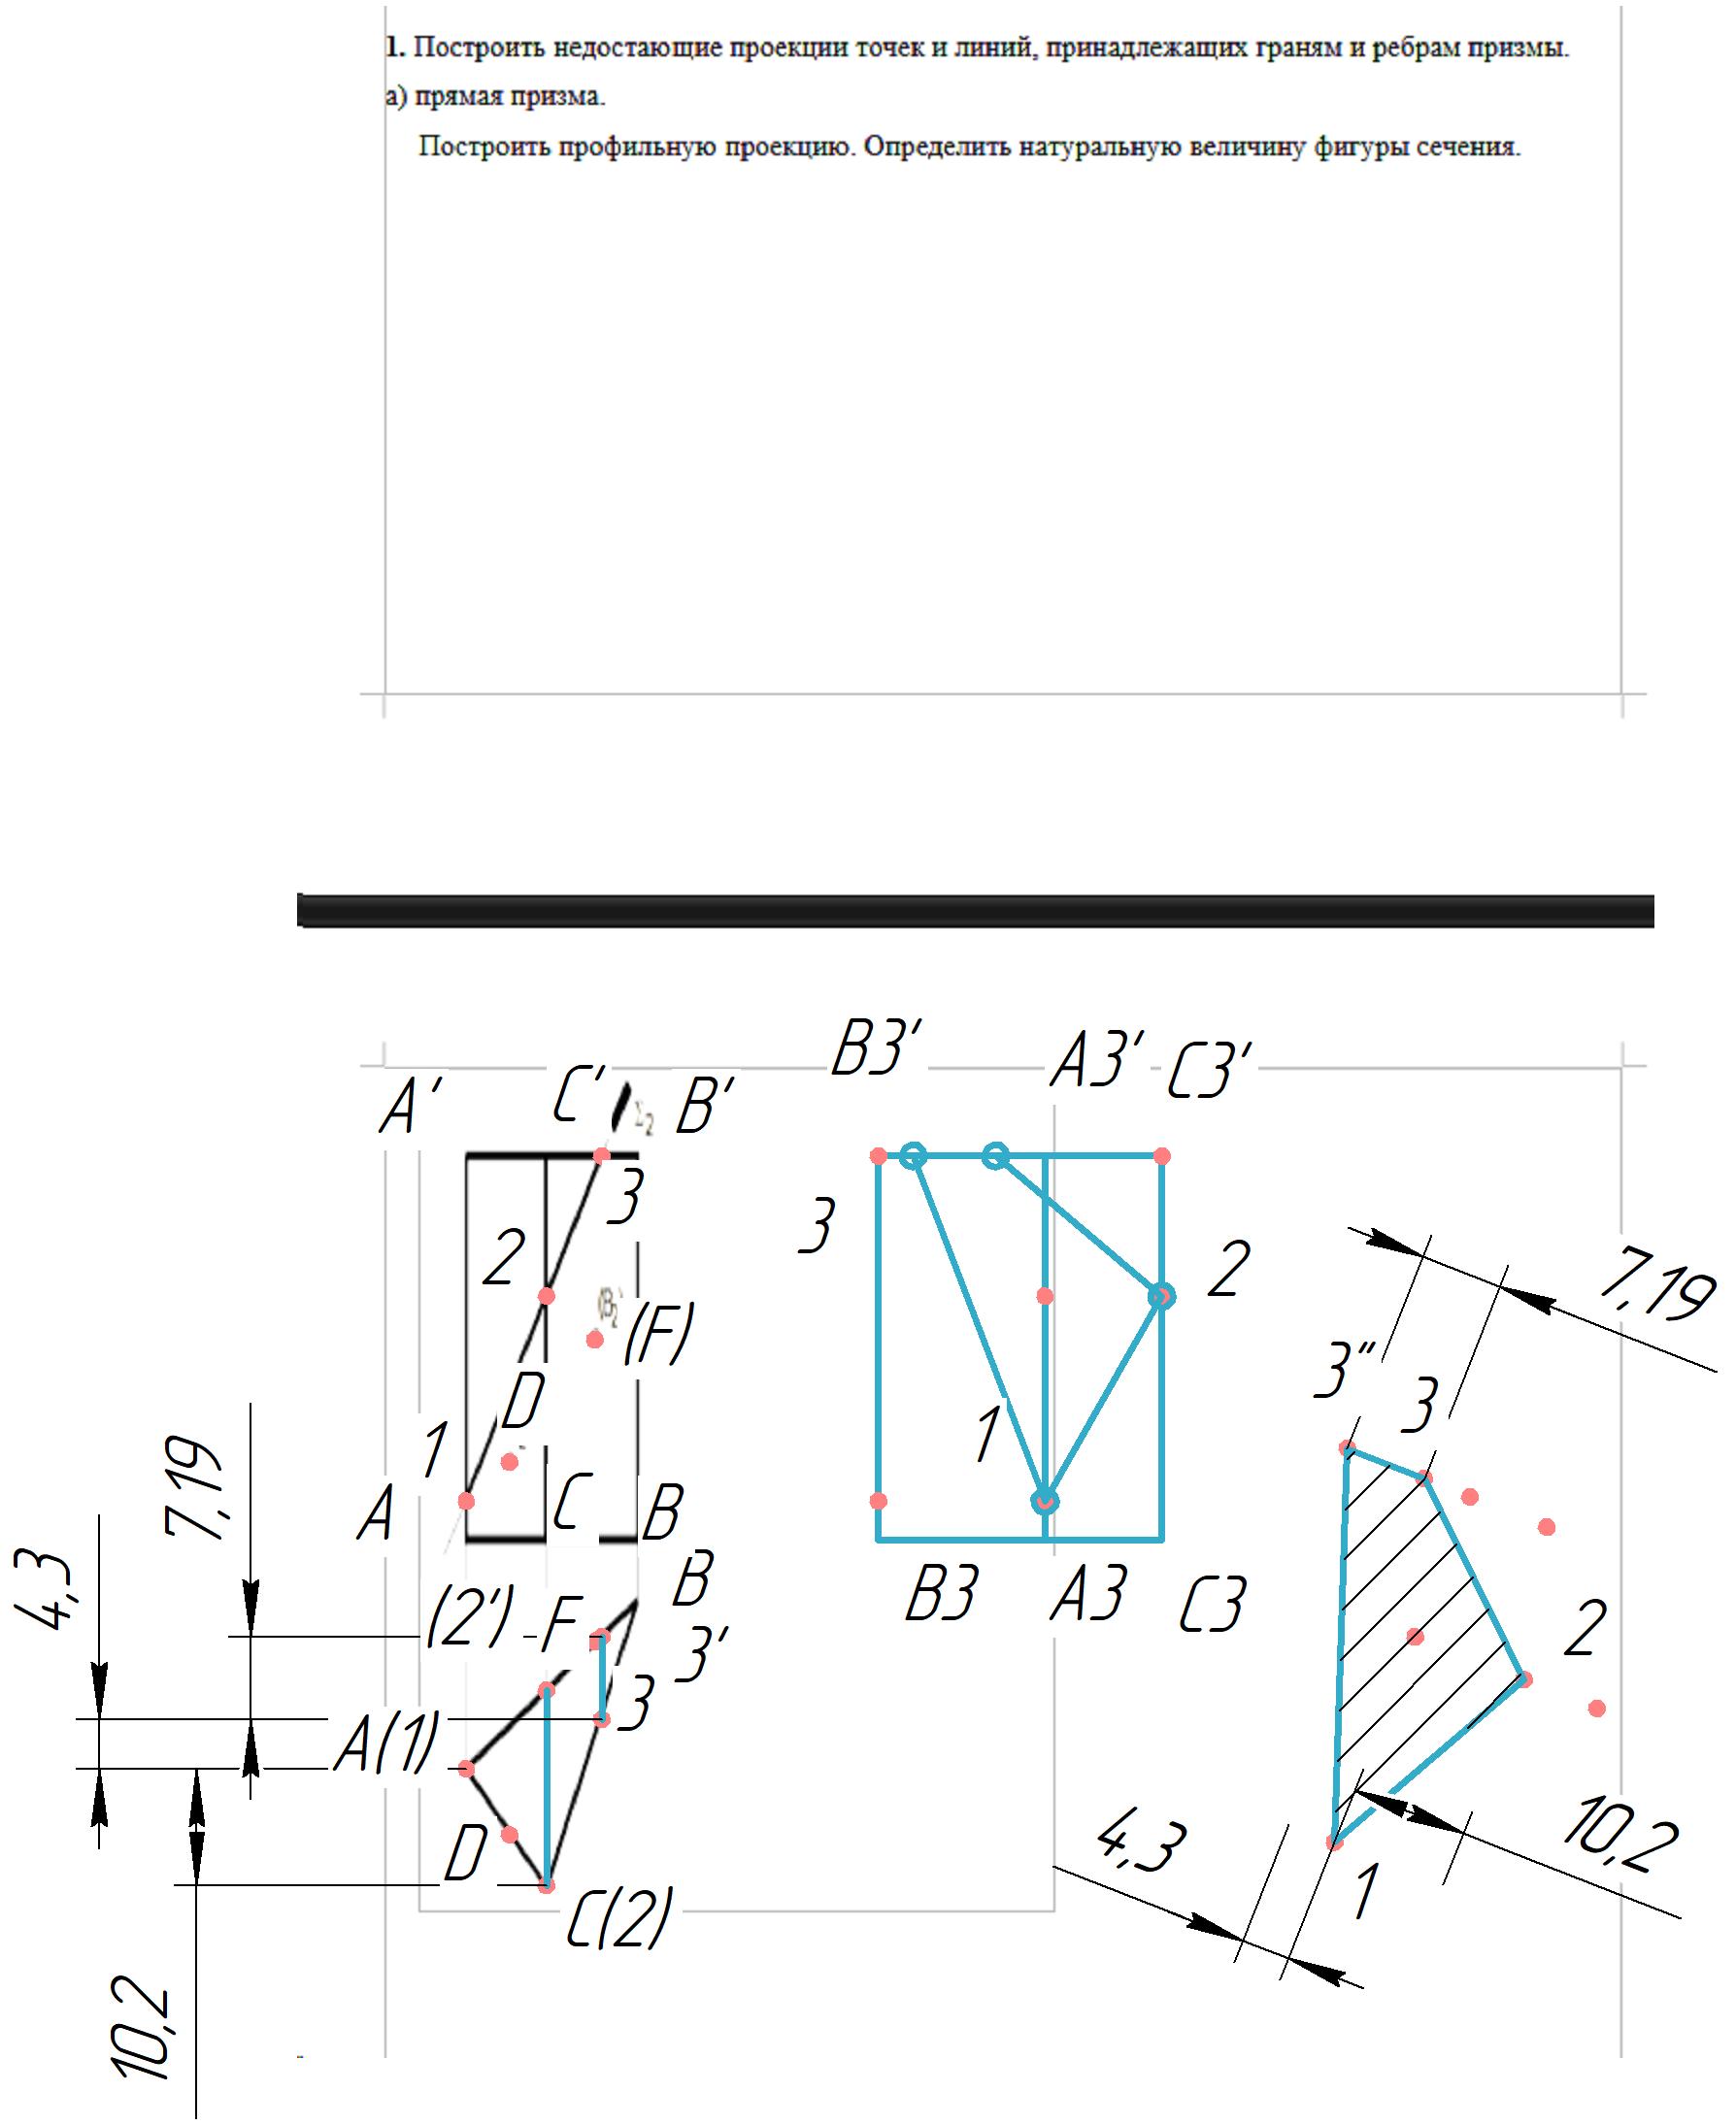 1. Построить недостающие проекции точек и линий, принадлежащих граням и ребрам призмы.
а) прямая призма.
Построить профильную проекцию. Определить натуральную величину фигуры сечения.
B3' A3' C3'
A' C' Σ2 B'
3
3
2
2
(B2)
(F)
7,19
3"
3
D
1
1
A C B
7,19
4,3
B3 A3 C3
B
(2') F
3'
2
3
A(1)
4,3
10,2
D
1
C(2)
10,2